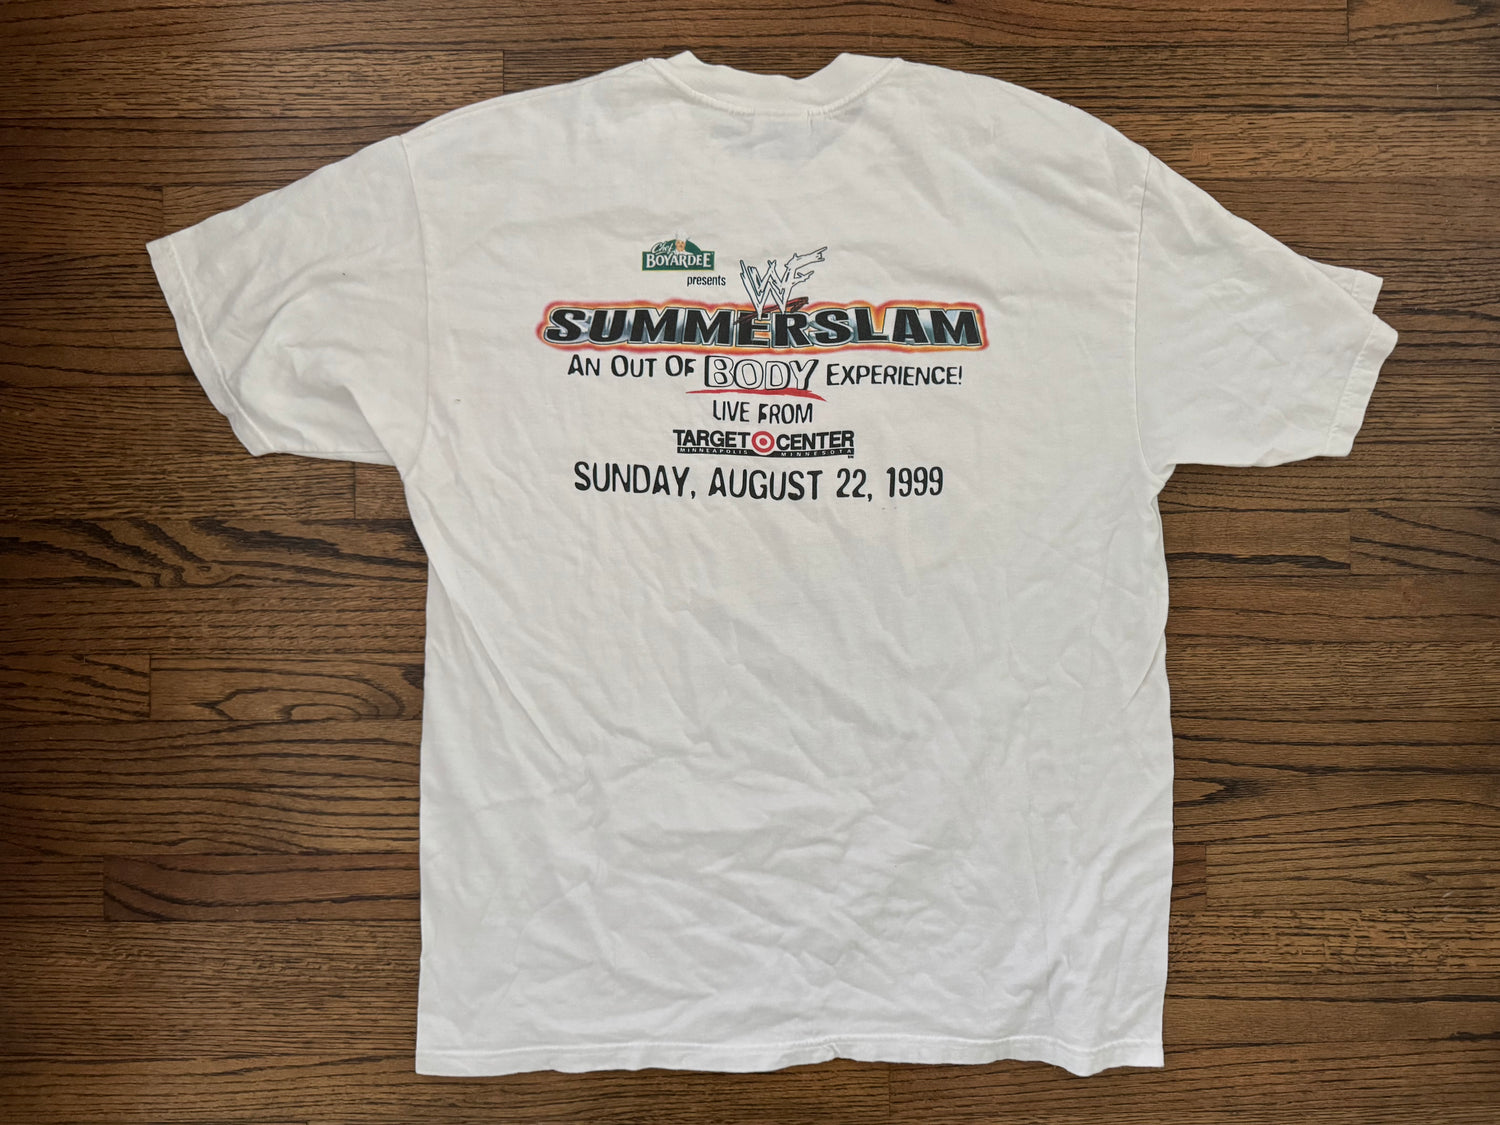 Chef
BOYARDEE
presents
WF
SUMMERSLAM
AN OUT OF BODY EXPERIENCE!
LIVE FROM
TARGET CENTER
MINNEAPOLIS MINNESOTA
SUNDAY, AUGUST 22, 1999